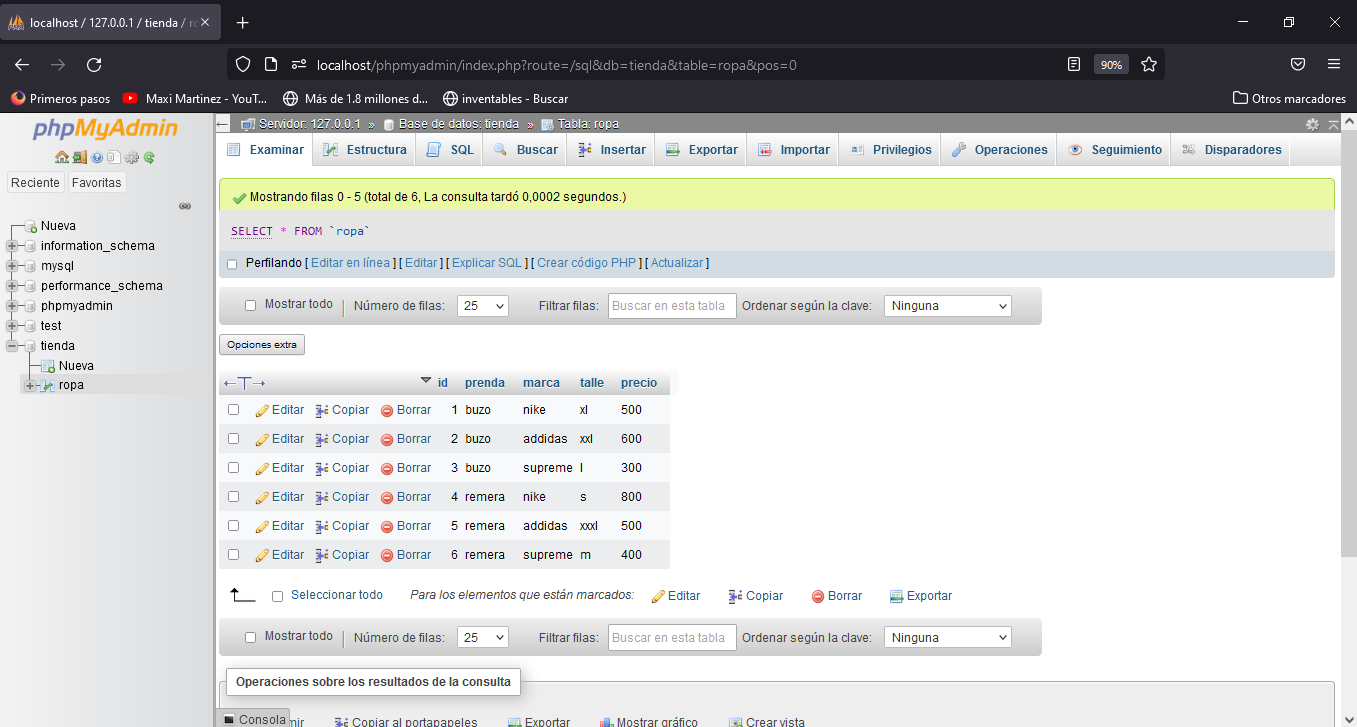 localhost / 127.0.0.1 / tienda / ro
localhost/phpmyadmin/index.php?route=/sql&db=tienda&table=ropa&pos=0
90%
Primeros pasos
Maxi Martinez - YouT...
Más de 1.8 millones d...
inventables - Buscar
Otros marcadores
phpMyAdmin
Reciente Favoritas
Nueva
information_schema
mysql
performance_schema
phpmyadmin
test
tienda
Nueva
ropa
Servidor: 127.0.0.1 » Base de datos: tienda » Tabla: ropa
Examinar Estructura SQL Buscar Insertar Exportar Importar Privilegios Operaciones Seguimiento Disparadores
Mostrando filas 0 - 5 (total de 6, La consulta tardó 0,0002 segundos.)
SELECT * FROM `ropa`
Perfilando [ Editar en línea ] [ Editar ] [ Explicar SQL ] [ Crear código PHP ] [ Actualizar ]
Mostrar todo Número de filas: 25 Filtrar filas: Buscar en esta tabla Ordenar según la clave: Ninguna
Opciones extra
id prenda marca talle precio
Editar Copiar Borrar 1 buzo nike xl 500
Editar Copiar Borrar 2 buzo addidas xxl 600
Editar Copiar Borrar 3 buzo supreme l 300
Editar Copiar Borrar 4 remera nike s 800
Editar Copiar Borrar 5 remera addidas xxxl 500
Editar Copiar Borrar 6 remera supreme m 400
Seleccionar todo Para los elementos que están marcados: Editar Copiar Borrar Exportar
Mostrar todo Número de filas: 25 Filtrar filas: Buscar en esta tabla Ordenar según la clave: Ninguna
Operaciones sobre los resultados de la consulta
Consola mir Copiar al portapapeles Exportar Mostrar gráfico Crear vista